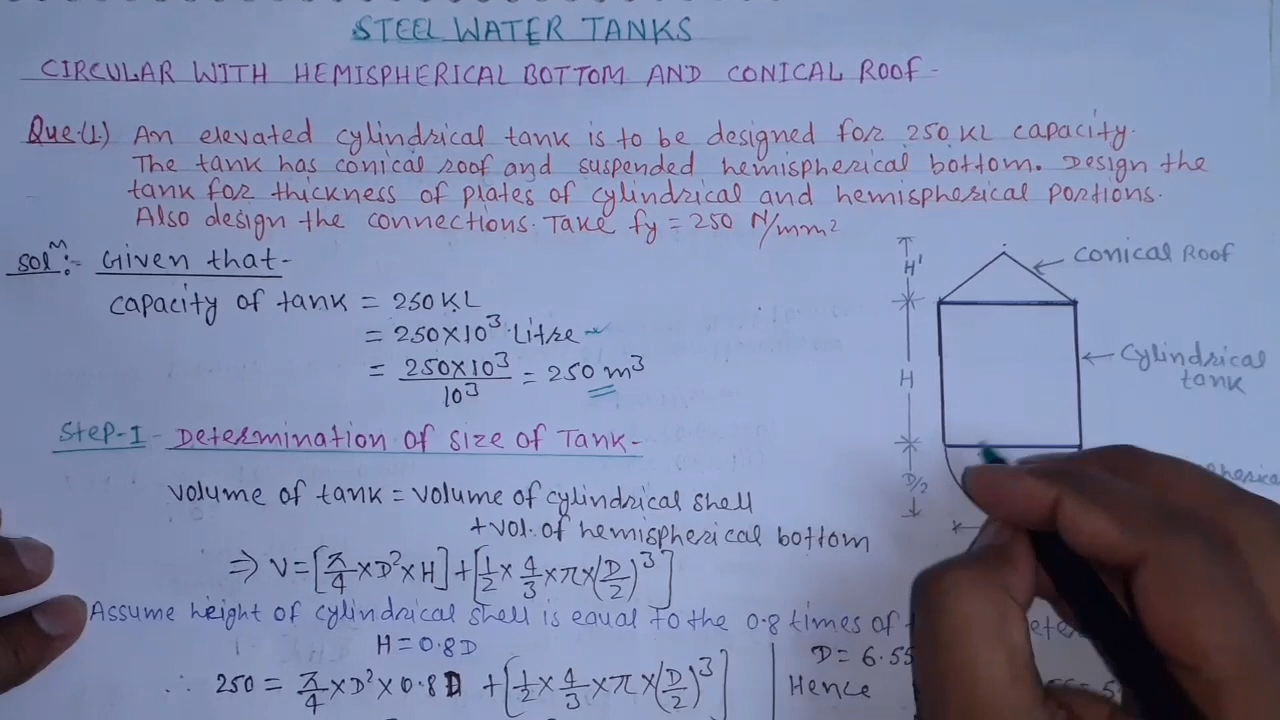 STEEL WATER TANKS
CIRCULAR WITH HEMISPHERICAL BOTTOM AND CONICAL ROOF-
Que:(1.) An elevated cylindrical tank is to be designed for 250 KL capacity.
The tank has conical roof and suspended hemispherical bottom. Design the
tank for thickness of plates of cylindrical and hemispherical portions.
Also design the connections. Take fy = 250 N/mm²
Solⁿ:- Given that-
capacity of tank = 250 KL
= 250×10³ Litre
= 250×10³/10³ = 250 m³
H'
Conical Roof
H
Cylindrical
tank
D/2
Step-I - Determination of size of Tank-
volume of tank = volume of cylindrical shell
+ vol. of hemispherical bottom
⇒ V = [π/4 × D² × H] + [1/2 × 4/3 × π × (D/2)³]
Assume height of cylindrical shell is equal to the 0.8 times of
H = 0.8D
∴ 250 = π/4 × D² × 0.8D + [1/2 × 4/3 × π × (D/2)³]
D = 6.55
Hence